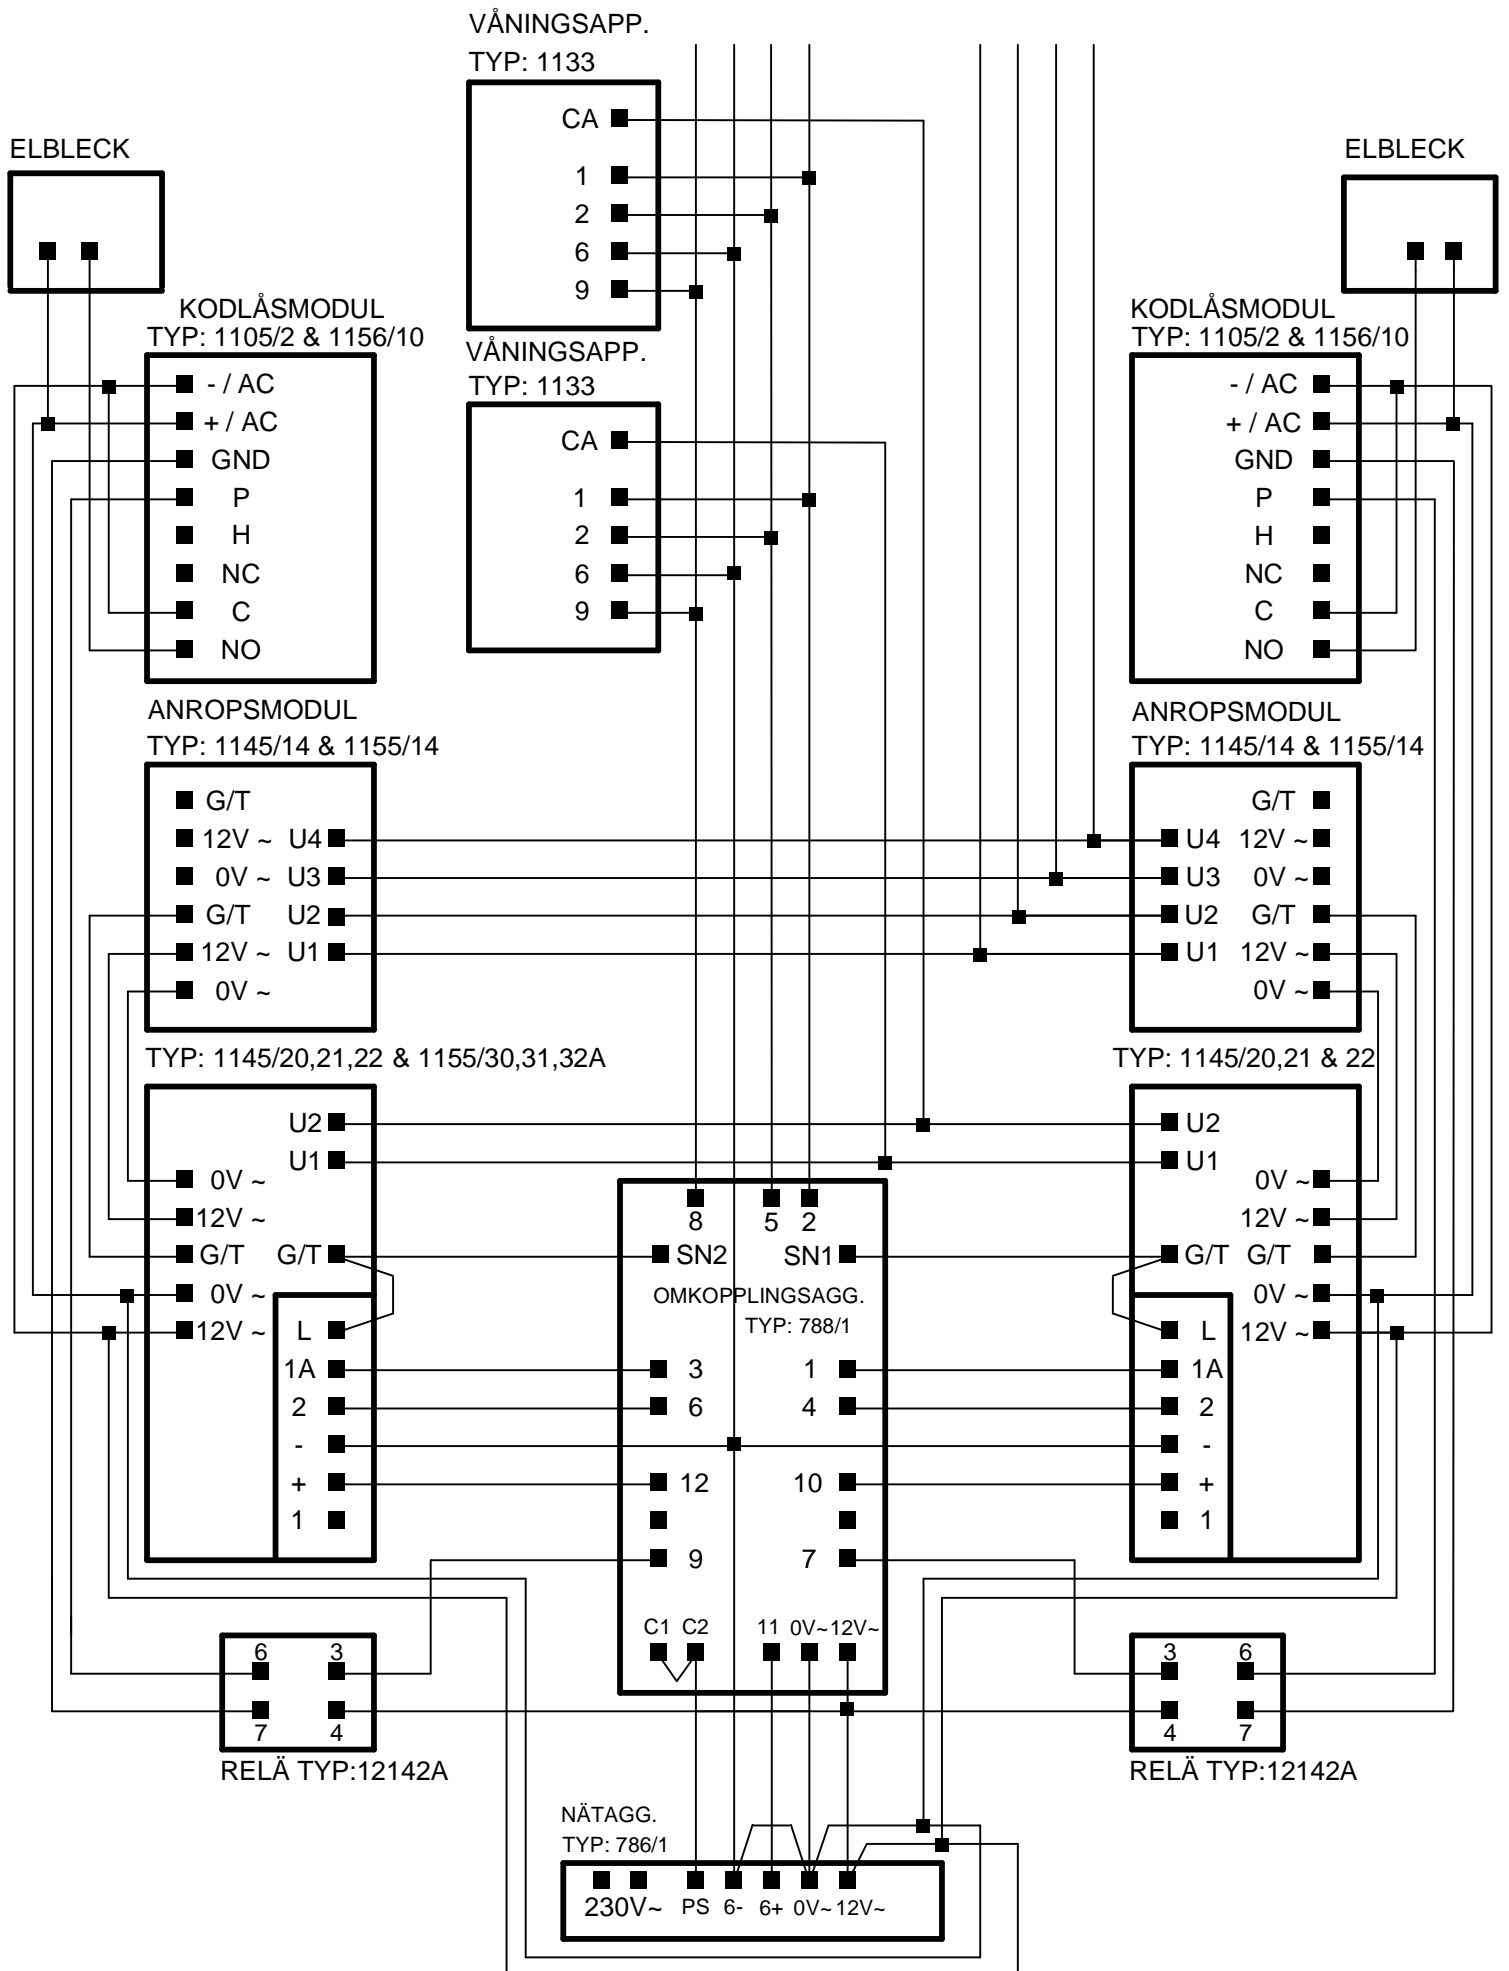 VÅNINGSAPP.
TYP: 1133
CA
1
2
6
9
ELBLECK
ELBLECK
KODLÅSMODUL
TYP: 1105/2 & 1156/10
- / AC
+ / AC
GND
P
H
NC
C
NO
VÅNINGSAPP.
TYP: 1133
CA
1
2
6
9
KODLÅSMODUL
TYP: 1105/2 & 1156/10
- / AC
+ / AC
GND
P
H
NC
C
NO
ANROPSMODUL
TYP: 1145/14 & 1155/14
G/T
12V ~ U4
0V ~ U3
G/T U2
12V ~ U1
0V ~
ANROPSMODUL
TYP: 1145/14 & 1155/14
G/T
U4 12V ~
U3 0V ~
U2 G/T
U1 12V ~
0V ~
TYP: 1145/20,21,22 & 1155/30,31,32A
U2
U1
0V ~
12V ~
G/T G/T
0V ~
12V ~ L
1A
2
-
+
1
8 5 2
SN2 SN1
OMKOPPLINGSAGG.
TYP: 788/1
3 1
6 4
12 10
9 7
C1 C2 11 0V~ 12V~
TYP: 1145/20,21 & 22
U2
U1
0V ~
12V ~
G/T G/T
0V ~
L 12V ~
1A
2
-
+
1
6 3
7 4
RELÄ TYP:12142A
3 6
4 7
RELÄ TYP:12142A
NÄTAGG.
TYP: 786/1
230V~ PS 6- 6+ 0V~ 12V~